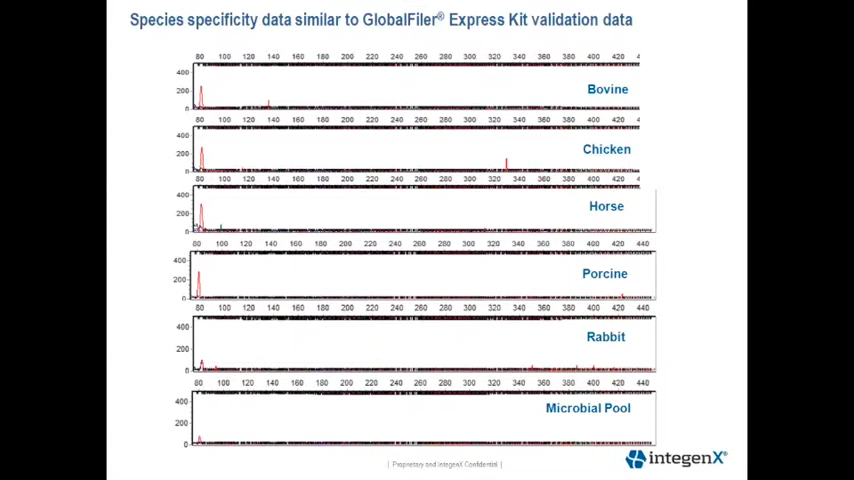 Species specificity data similar to GlobalFiler® Express Kit validation data
80 100 120 140 160 180 200 220 240 260 280 300 320 340 360 380 400 420 4
400
200
0
Bovine
80 100 120 140 160 180 200 220 240 260 280 300 320 340 360 380 400 420 4
400
200
0
Chicken
80 100 120 140 160 180 200 220 240 260 280 300 320 340 360 380 400 420 4
400
200
0
Horse
80 100 120 140 160 180 200 220 240 260 280 300 320 340 360 380 400 420 440
400
200
0
Porcine
80 100 120 140 160 180 200 220 240 260 280 300 320 340 360 380 400 420 440
400
200
0
Rabbit
80 100 120 140 160 180 200 220 240 260 280 300 320 340 360 380 400 420 440
400
200
0
Microbial Pool
| Proprietary and IntegenX Confidential |
integenX®